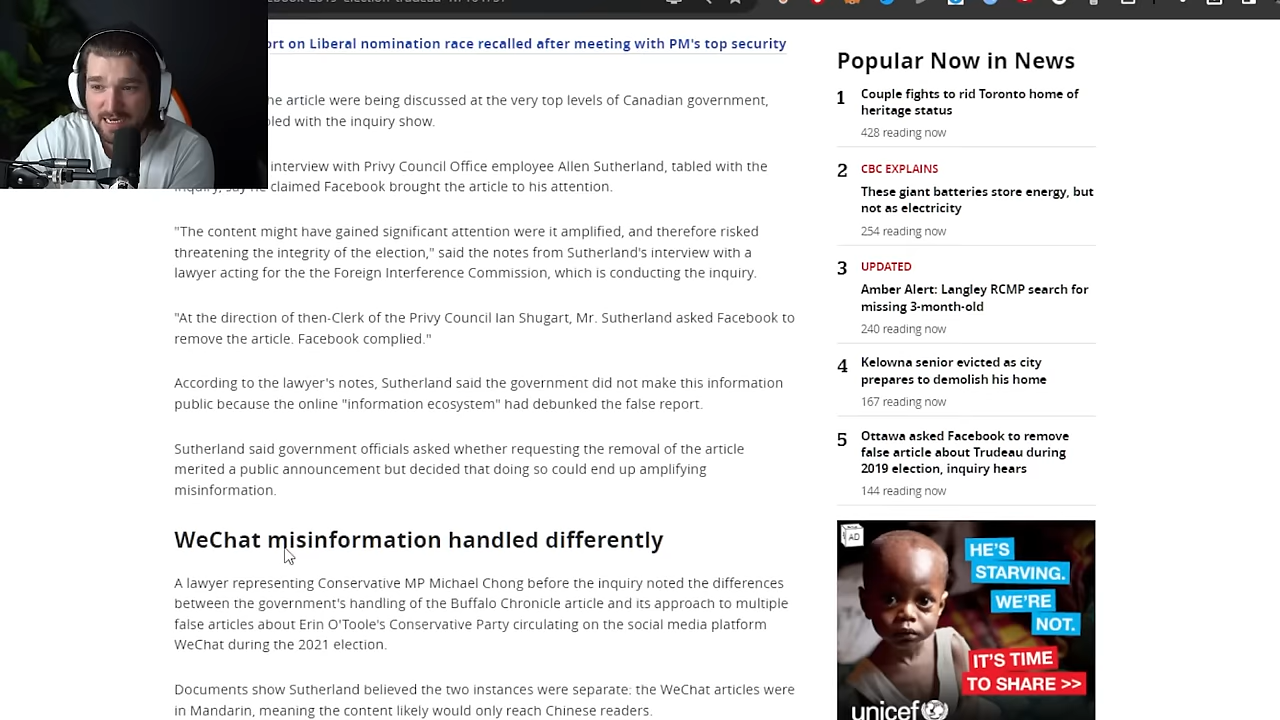 ort on Liberal nomination race recalled after meeting with PM's top security
he article were being discussed at the very top levels of Canadian government,
led with the inquiry show.
interview with Privy Council Office employee Allen Sutherland, tabled with the
inquiry, say he claimed Facebook brought the article to his attention.
"The content might have gained significant attention were it amplified, and therefore risked
threatening the integrity of the election," said the notes from Sutherland's interview with a
lawyer acting for the the Foreign Interference Commission, which is conducting the inquiry.
"At the direction of then-Clerk of the Privy Council Ian Shugart, Mr. Sutherland asked Facebook to
remove the article. Facebook complied."
According to the lawyer's notes, Sutherland said the government did not make this information
public because the online "information ecosystem" had debunked the false report.
Sutherland said government officials asked whether requesting the removal of the article
merited a public announcement but decided that doing so could end up amplifying
misinformation.
WeChat misinformation handled differently
A lawyer representing Conservative MP Michael Chong before the inquiry noted the differences
between the government's handling of the Buffalo Chronicle article and its approach to multiple
false articles about Erin O'Toole's Conservative Party circulating on the social media platform
WeChat during the 2021 election.
Documents show Sutherland believed the two instances were separate: the WeChat articles were
in Mandarin, meaning the content likely would only reach Chinese readers.
Popular Now in News
1
Couple fights to rid Toronto home of
heritage status
428 reading now
2
CBC EXPLAINS
These giant batteries store energy, but
not as electricity
254 reading now
3
UPDATED
Amber Alert: Langley RCMP search for
missing 3-month-old
240 reading now
4
Kelowna senior evicted as city
prepares to demolish his home
167 reading now
5
Ottawa asked Facebook to remove
false article about Trudeau during
2019 election, inquiry hears
144 reading now
AD
HE'S
STARVING.
WE'RE
NOT.
IT'S TIME
TO SHARE >>
unicef